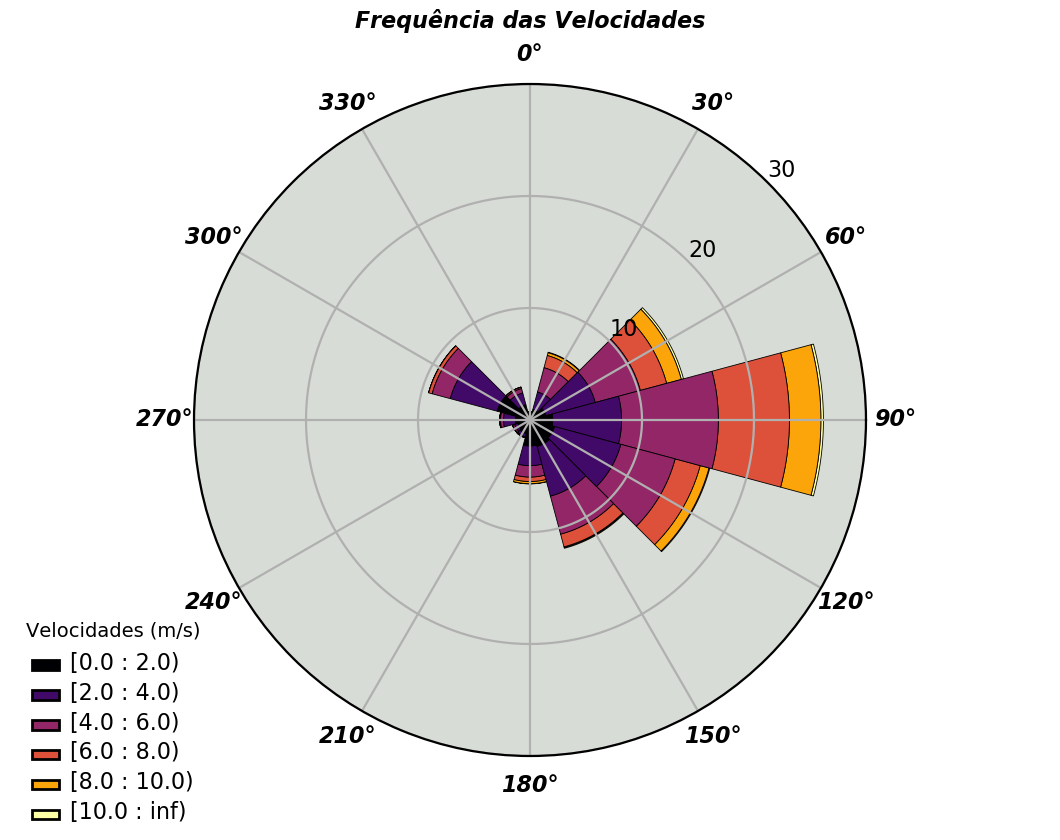 Frequência das Velocidades
0°
330°
30°
30
300°
60°
20
10
270°
90°
240°
120°
210°
150°
180°
Velocidades (m/s)
[0.0 : 2.0)
[2.0 : 4.0)
[4.0 : 6.0)
[6.0 : 8.0)
[8.0 : 10.0)
[10.0 : inf)